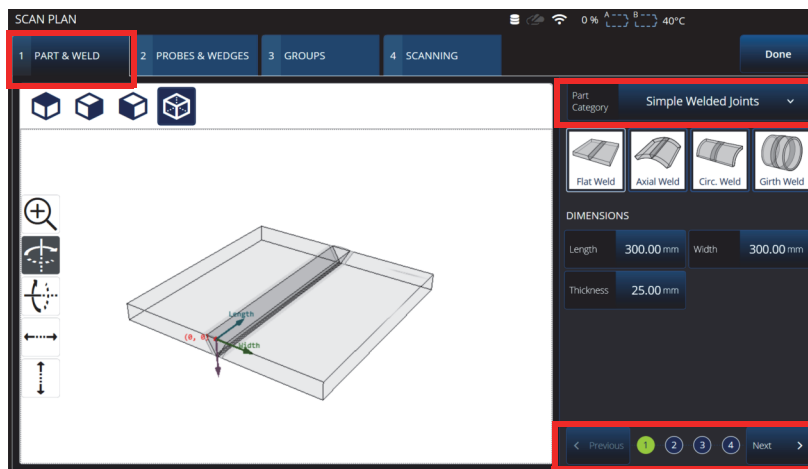 SCAN PLAN
0 % A B 40°C
1 PART & WELD
2 PROBES & WEDGES
3 GROUPS
4 SCANNING
Done
Part Category
Simple Welded Joints
Flat Weld
Axial Weld
Circ. Weld
Girth Weld
DIMENSIONS
Length 300.00 mm
Width 300.00 mm
Thickness 25.00 mm
Length
(0, 0)
Width
< Previous 1 2 3 4 Next >